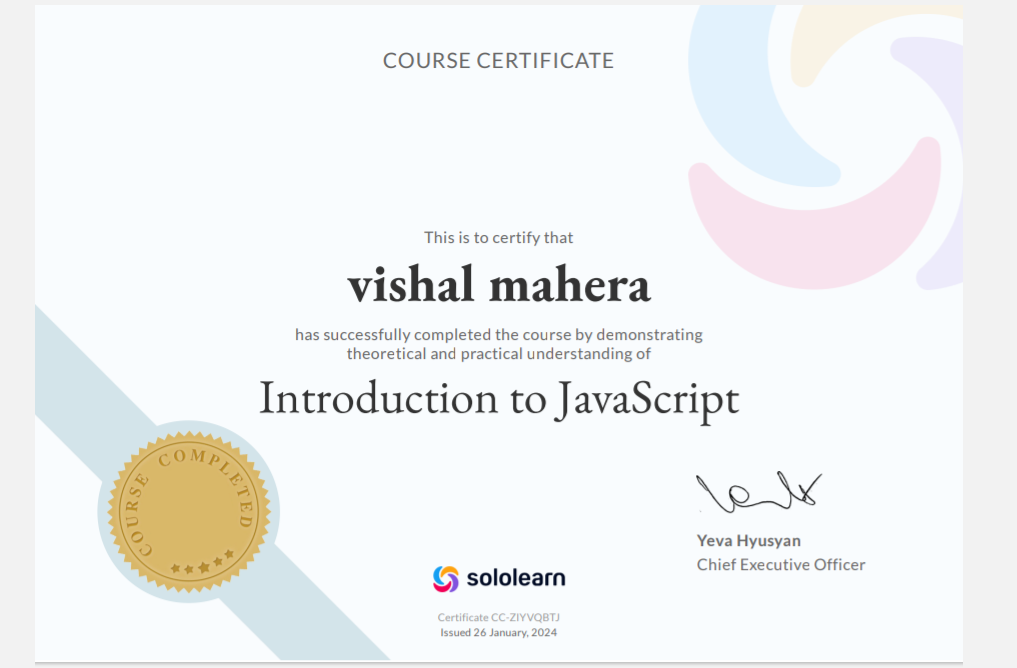 COURSE CERTIFICATE
This is to certify that
vishal mahera
has successfully completed the course by demonstrating
theoretical and practical understanding of
Introduction to JavaScript
COURSE COMPLETED
Yeva Hyusyan
Chief Executive Officer
sololearn
Certificate CC-ZIYVQBTJ
Issued 26 January, 2024